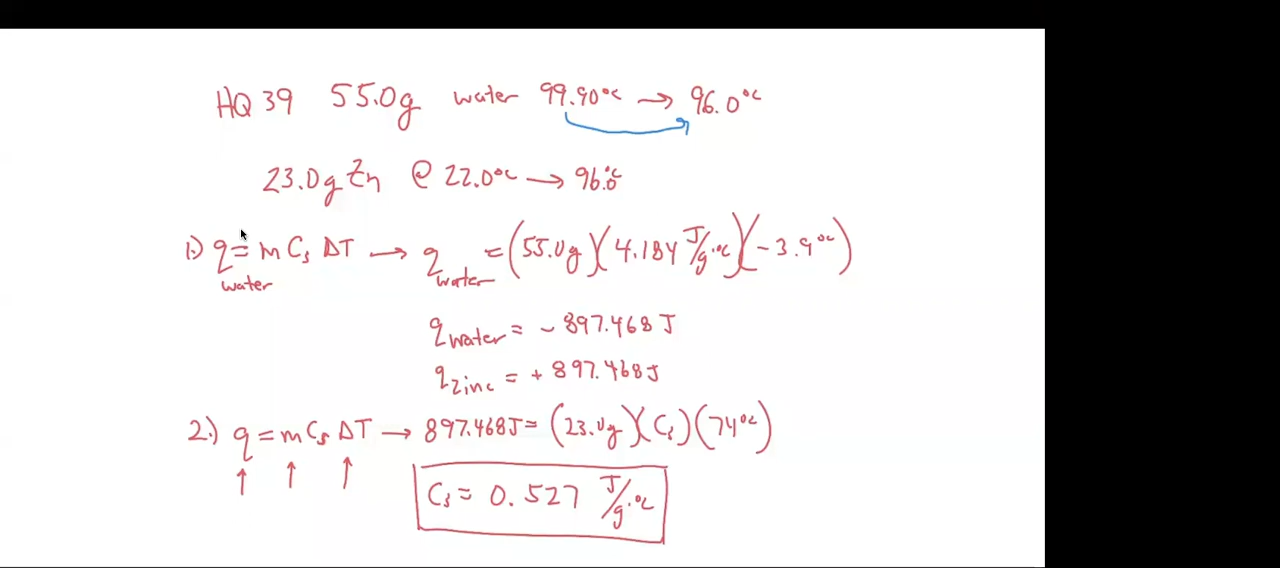 HQ 39 55.0g water 99.90°C → 96.0°C
23.0g Zn @ 22.0°C → 96.0°C
1.) q water = m Cs ΔT → q water = (55.0g)(4.184 J/g·°C)(-3.9°C)
q water = -897.468 J
q zinc = +897.468 J
2.) q = m Cs ΔT → 897.468J = (23.0g)(Cs)(74°C)
Cs = 0.527 J/g·°C